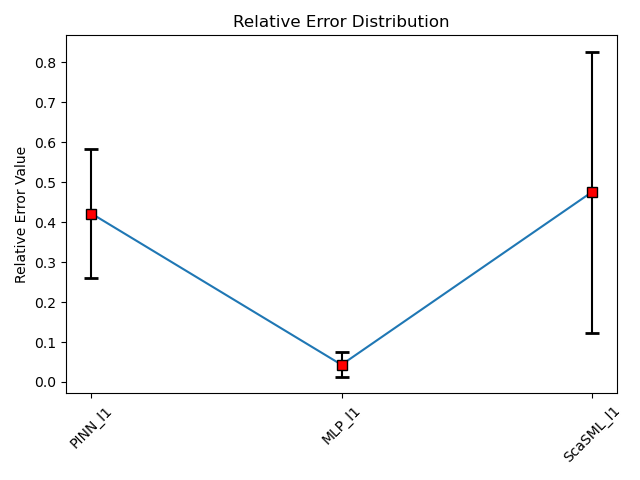 Relative Error Distribution
Relative Error Value
0.8
0.7
0.6
0.5
0.4
0.3
0.2
0.1
0.0
PINN_l1
MLP_l1
ScaSML_l1